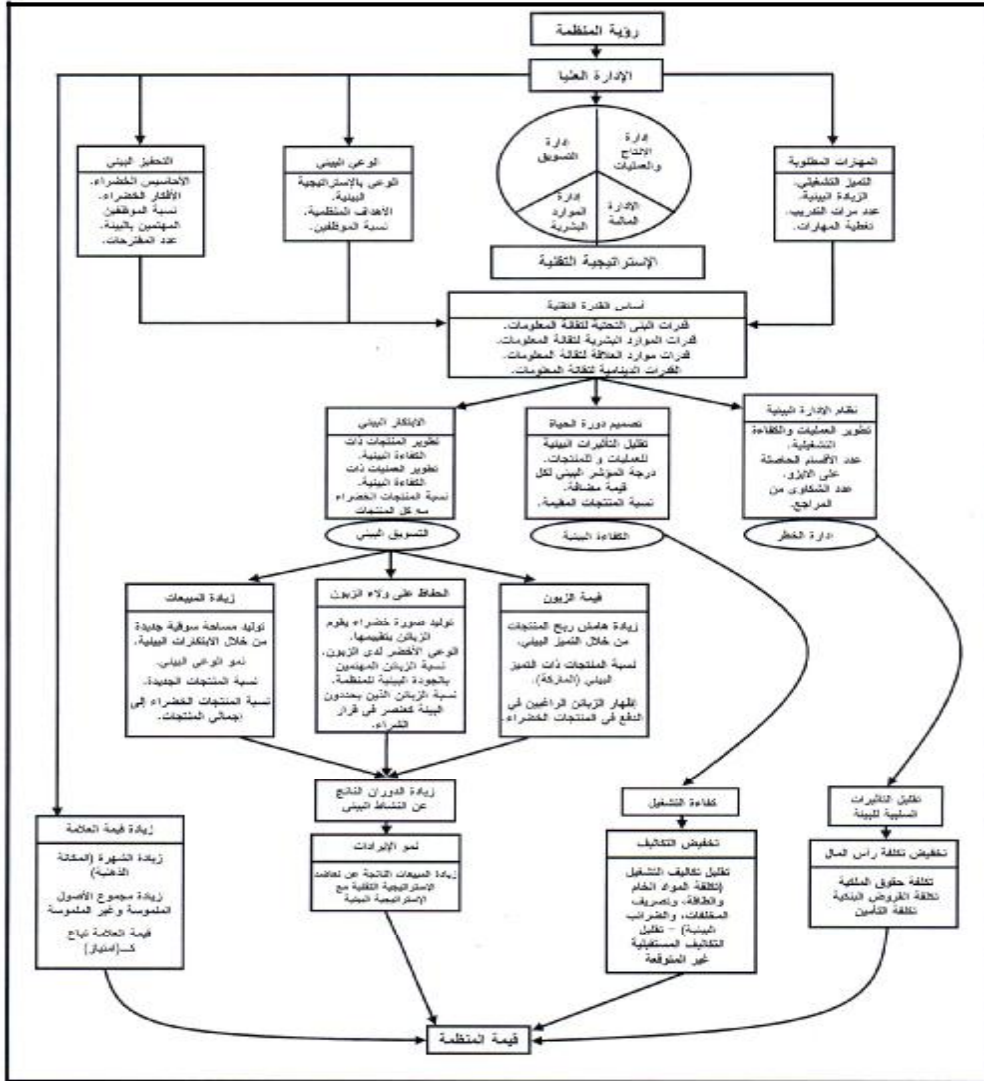 رؤية المنظمة
الإدارة العليا
التحفيز البيئي
الأحاسيس الخضراء.
الأفكار الخضراء.
نسبة الموظفين
المهتمين بالبيئة.
عدد المقترحات.
الوعي البيئي
الوعي بالإستراتيجية
البيئية.
الأهداف المنظمية.
نسبة الموظفين.
إدارة
التسويق
إدارة
الإنتاج
والعمليات
إدارة
الموارد
البشرية
الإدارة
المالية
المهارات المطلوبة
التميز التشغيلي.
الزيادة البيئية.
عدد مرات التدريب.
تغطية المهارات.
الإستراتيجية التقنية
أساس القدرة التقنية
قدرات البنى التحتية لتقانة المعلومات.
قدرات الموارد البشرية لتقانة المعلومات.
قدرات موارد العلاقة لتقانة المعلومات.
القدرات الدينامية لتقانة المعلومات.
الابتكار البيئي
تطوير المنتجات ذات
الكفاءة البيئية.
تطوير العمليات ذات
الكفاءة البيئية.
نسبة المنتجات الخضراء
كل المنتجات
تصميم دورة الحياة
تقليل التأثيرات البيئية
للعمليات و للمنتجات.
درجة المؤشر البيئي لكل
قيمة مضافة.
نسبة المنتجات المقيمة.
نظام الإدارة البيئية
تطوير العمليات والكفاءة
التشغيلية.
عدد الأقسام الحاصلة
على الايزو.
عدد الشكاوى من
المراجع.
التسويق البيئي
الكفاءة البيئية
ادارة الخطر
زيادة المبيعات
توليد مساحة سوقية جديدة
من خلال الابتكارات البيئية.
نمو الوعي البيئي.
نسبة المنتجات الجديدة.
نسبة المنتجات الخضراء إلى
إجمالي المنتجات.
الحفاظ على ولاء الزبون
توليد صورة خضراء يقوم
الزبائن بتقييمها.
الوعي الأخضر لدى الزبون.
نسبة الزبائن المهتمين
بالجودة البيئية للمنظمة.
نسبة الزبائن الذين يحددون
البيئة كعنصر في قرار
الشراء.
قيمة الزبون
زيادة هامش ربح المنتجات
من خلال التميز البيئي.
نسبة المنتجات ذات التميز
البيئي (الماركة).
إظهار الزبائن الراغبين في
الدفع في المنتجات الخضراء.
زيادة الدوران الناتج
عن النشاط البيئي
كفاءة التشغيل
تقليل التأثيرات
السلبية للبيئة
زيادة قيمة العلامة
زيادة الشهرة (المكانة
الذهنية)
زيادة مجموع الأصول
الملموسة وغير الملموسة
قيمة العلامة تباع
كـ(امتياز)
نمو الإيرادات
زيادة المبيعات الناتجة عن تعاضد
الاستراتيجية التقنية مع
الإستراتيجية البيئية
تخفيض التكاليف
تقليل تكاليف التشغيل
(تكلفة المواد الخام
والطاقة، وتصريف
المخلفات، والضرائب
البيئية) – تقليل
التكاليف المستقبلية
غير المتوقعة
تخفيض تكلفة رأس المال
تكلفة حقوق الملكية
تكلفة القروض البنكية
تكلفة التأمين
قيمة المنظمة